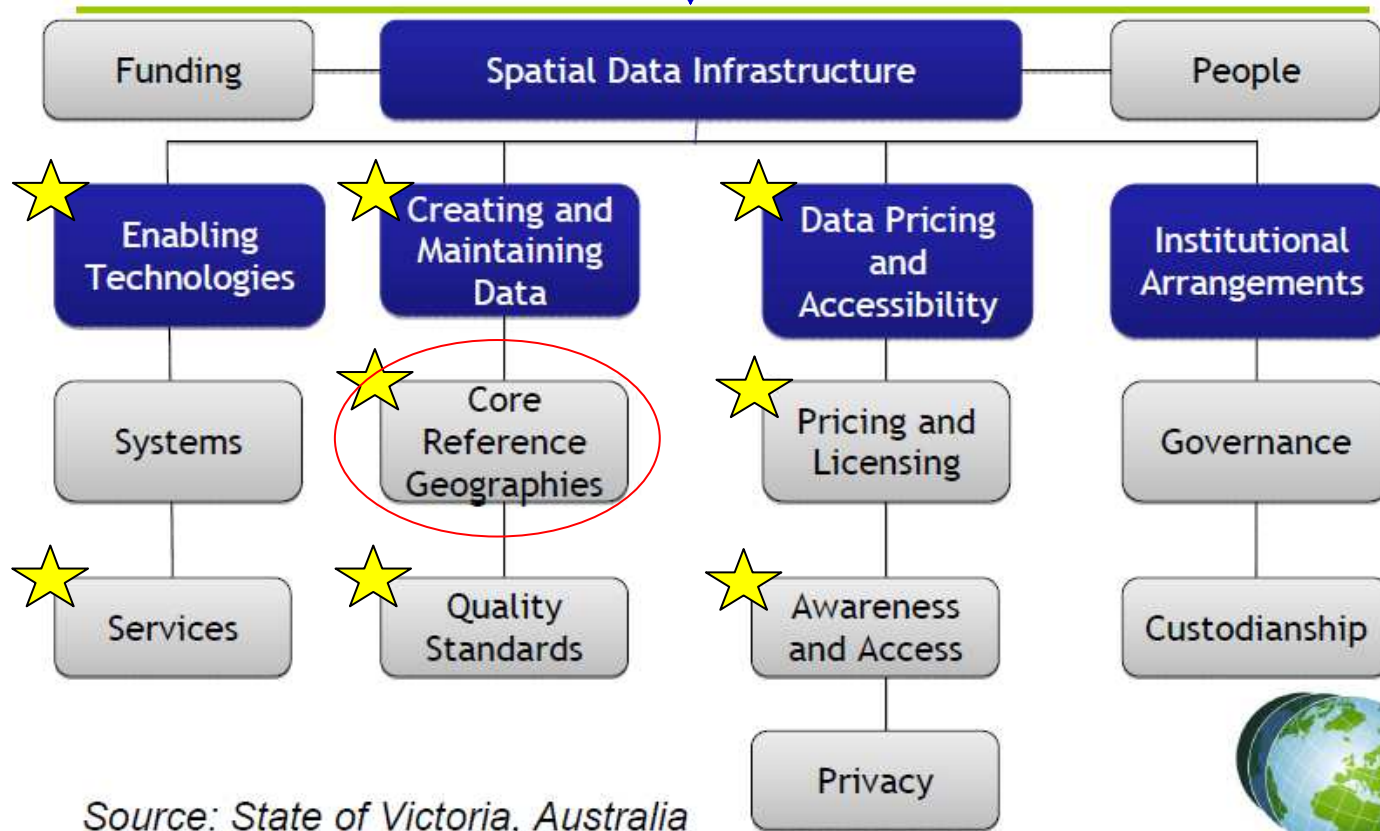 Funding
Spatial Data Infrastructure
People
Enabling
Technologies
Creating and
Maintaining
Data
Data Pricing
and
Accessibility
Institutional
Arrangements
Systems
Core
Reference
Geographies
Pricing and
Licensing
Governance
Services
Quality
Standards
Awareness
and Access
Custodianship
Privacy
Source: State of Victoria, Australia